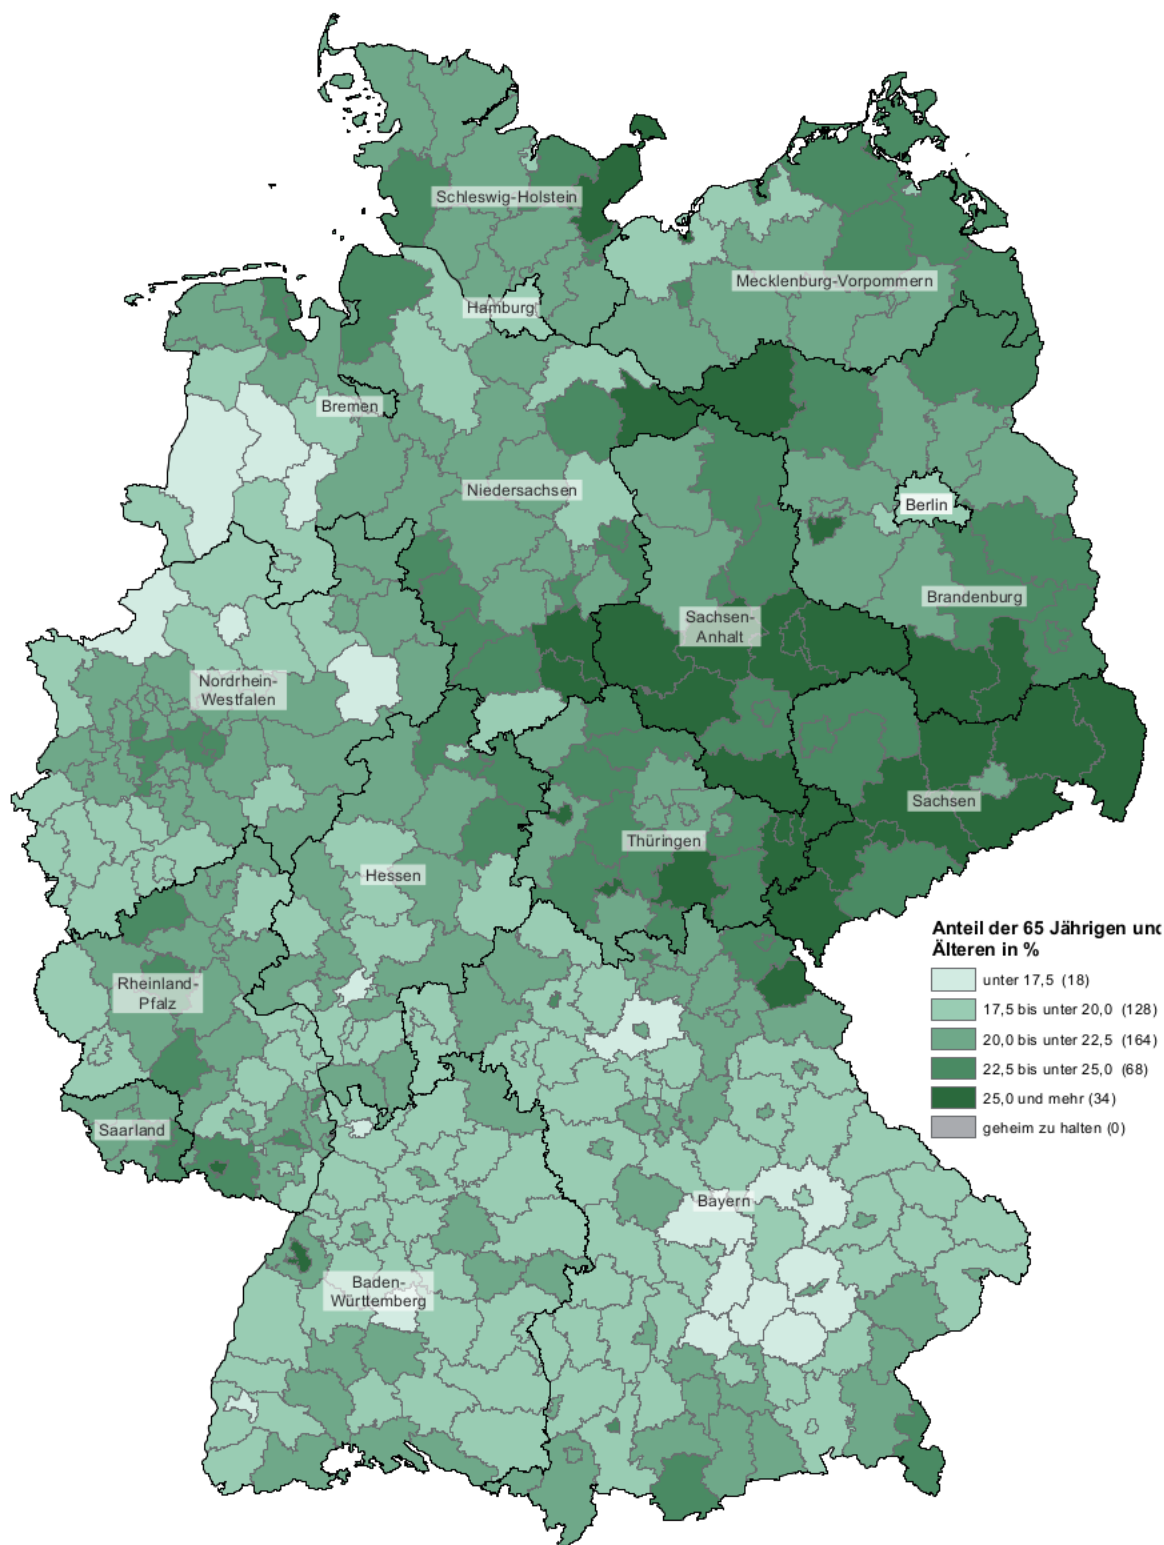 Schleswig-Holstein
Mecklenburg-Vorpommern
Hamburg
Bremen
Niedersachsen
Berlin
Brandenburg
Sachsen-
Anhalt
Nordrhein-
Westfalen
Sachsen
Thüringen
Hessen
Anteil der 65 Jährigen und
Älteren in %
unter 17,5 (18)
17,5 bis unter 20,0 (128)
20,0 bis unter 22,5 (164)
22,5 bis unter 25,0 (68)
25,0 und mehr (34)
geheim zu halten (0)
Rheinland-
Pfalz
Saarland
Bayern
Baden-
Württemberg